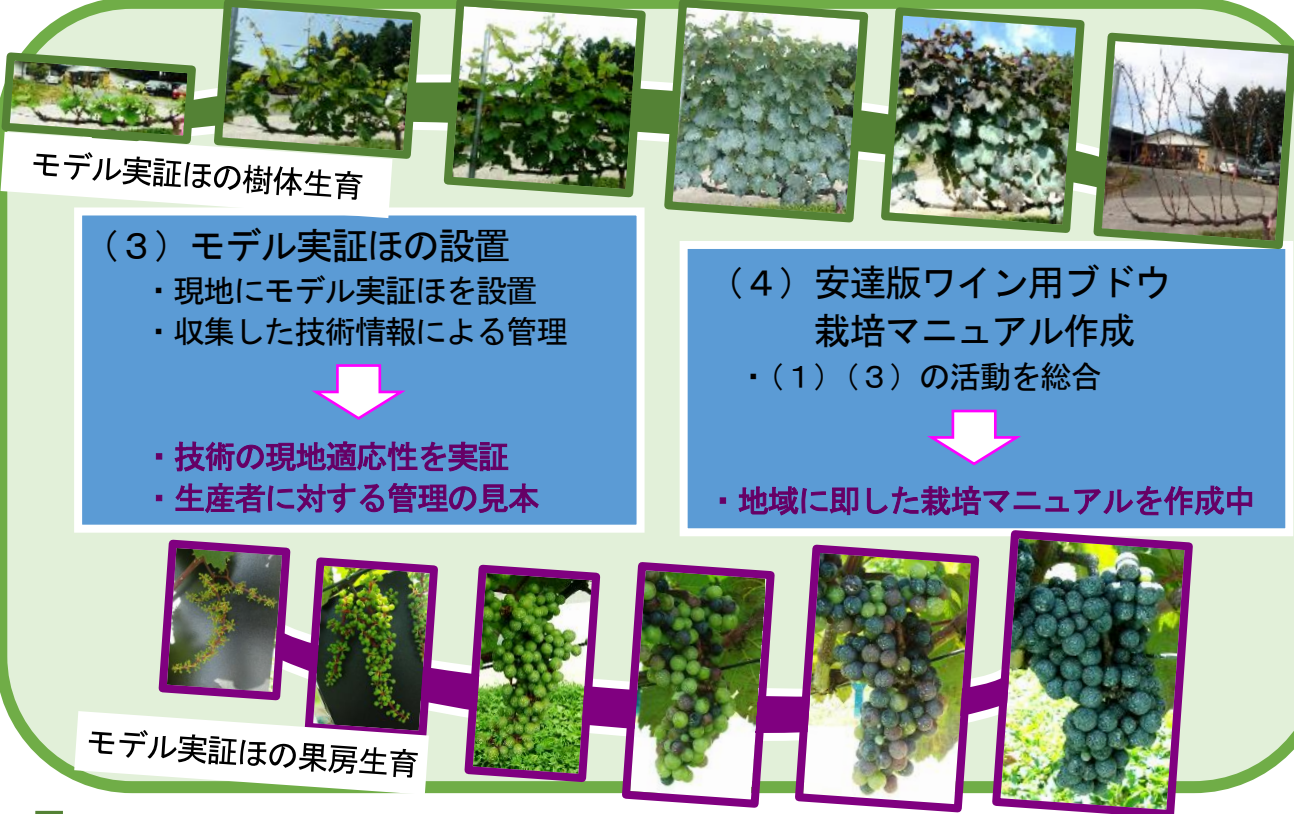 モデル実証ほの樹体生育
（３）モデル実証ほの設置
・現地にモデル実証ほを設置
・収集した技術情報による管理
・技術の現地適応性を実証
・生産者に対する管理の見本
（４）安達版ワイン用ブドウ
栽培マニュアル作成
・（１）（３）の活動を総合
・地域に即した栽培マニュアルを作成中
モデル実証ほの果房生育